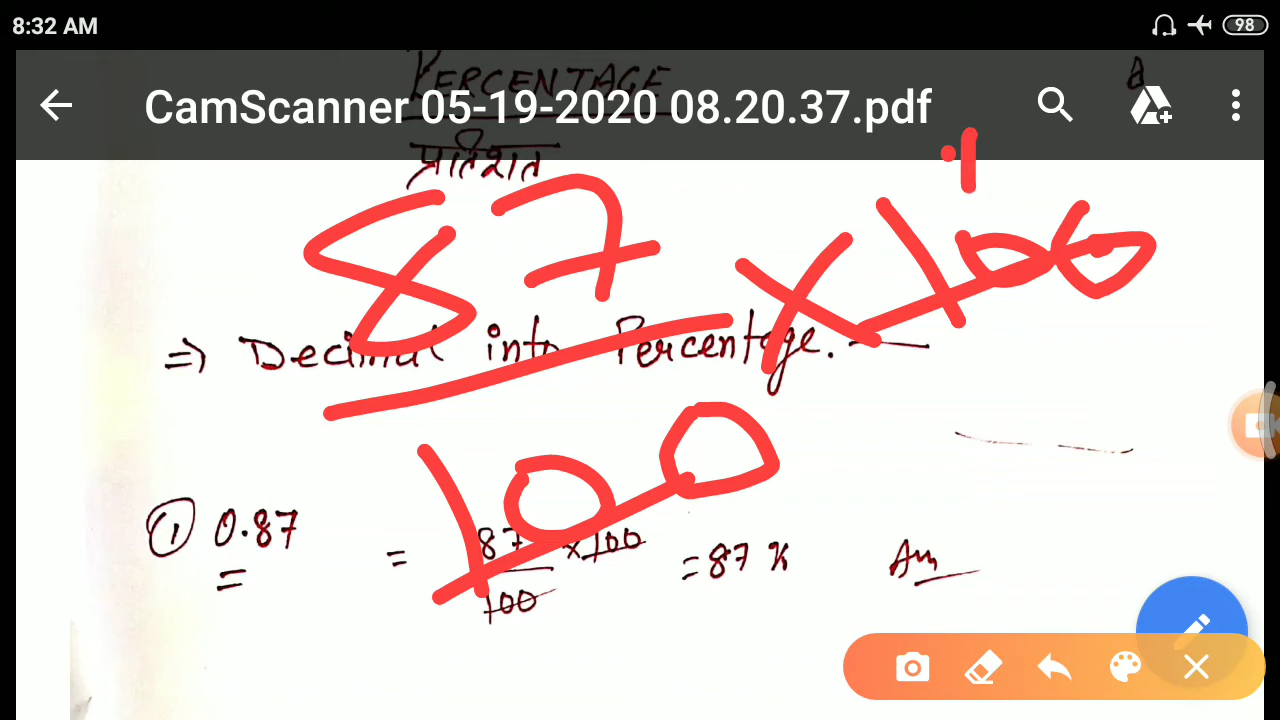 8:32 AM
98
PERCENTAGE
CamScanner 05-19-2020 08.20.37.pdf
प्रतिशत
87 × 100
100
⇒ Decimal into Percentage.
① 0.87 = 87/100 × 100 = 87 % Ans